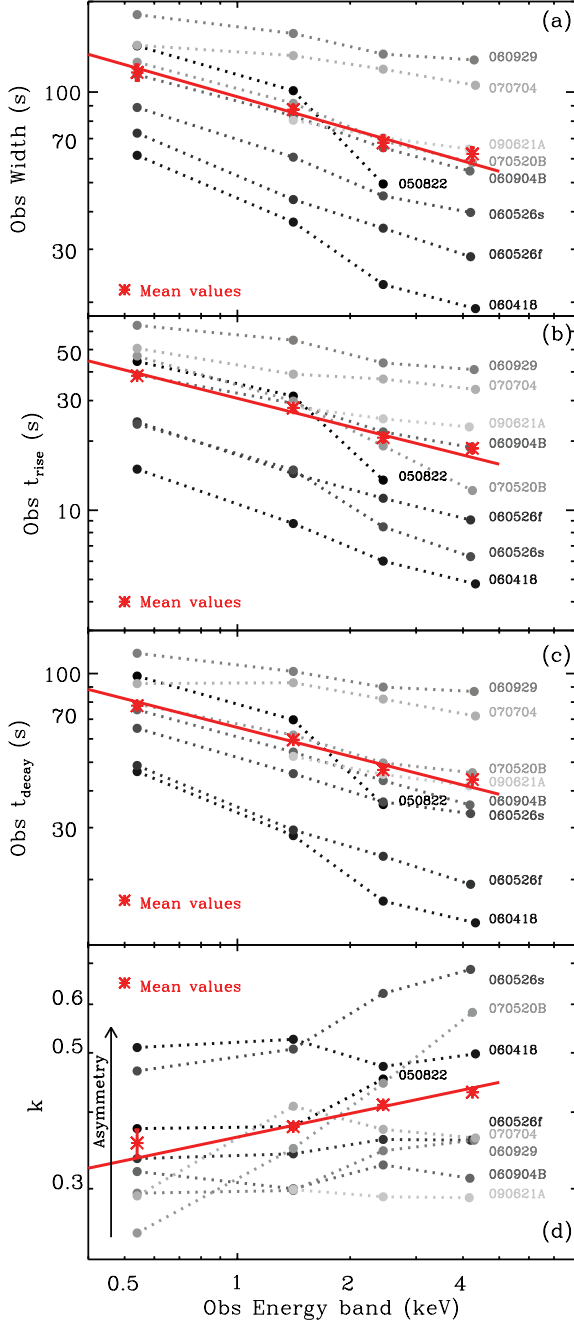 (a)
060929
070704
100
090621A
70
070520B
060904B
050822
060526s
060526f
30
Mean values
060418
Obs Width (s)
(b)
50
060929
070704
30
090621A
060904B
050822
070520B
10
060526f
060526s
060418
Mean values
Obs t_rise (s)
(c)
100
060929
070704
70
070520B
090621A
050822
060904B
060526s
30
060526f
060418
Mean values
Obs t_decay (s)
Mean values
060526s
0.6
070520B
0.5
060418
050822
Asymmetry
k
060526f
070704
060929
0.3
060904B
090621A
(d)
0.5 1 2 4
Obs Energy band (keV)